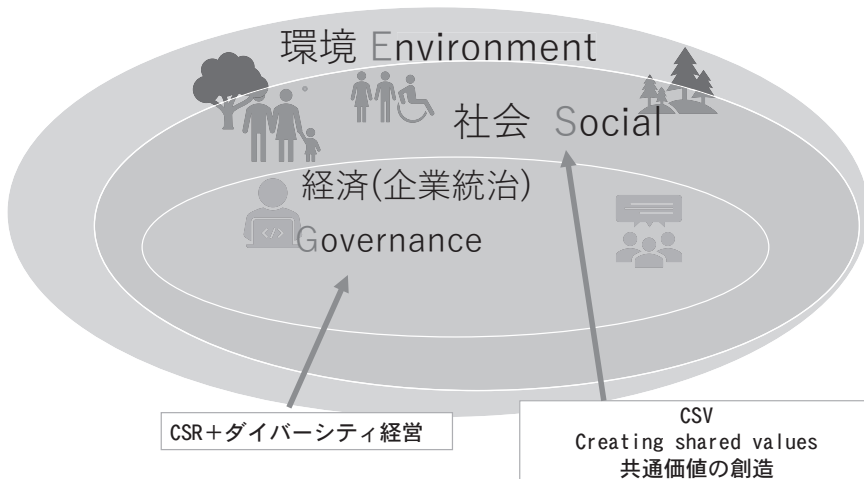 環境 Environment
社会 Social
経済(企業統治)
</>
Governance
CSR＋ダイバーシティ経営
CSV
Creating shared values
共通価値の創造